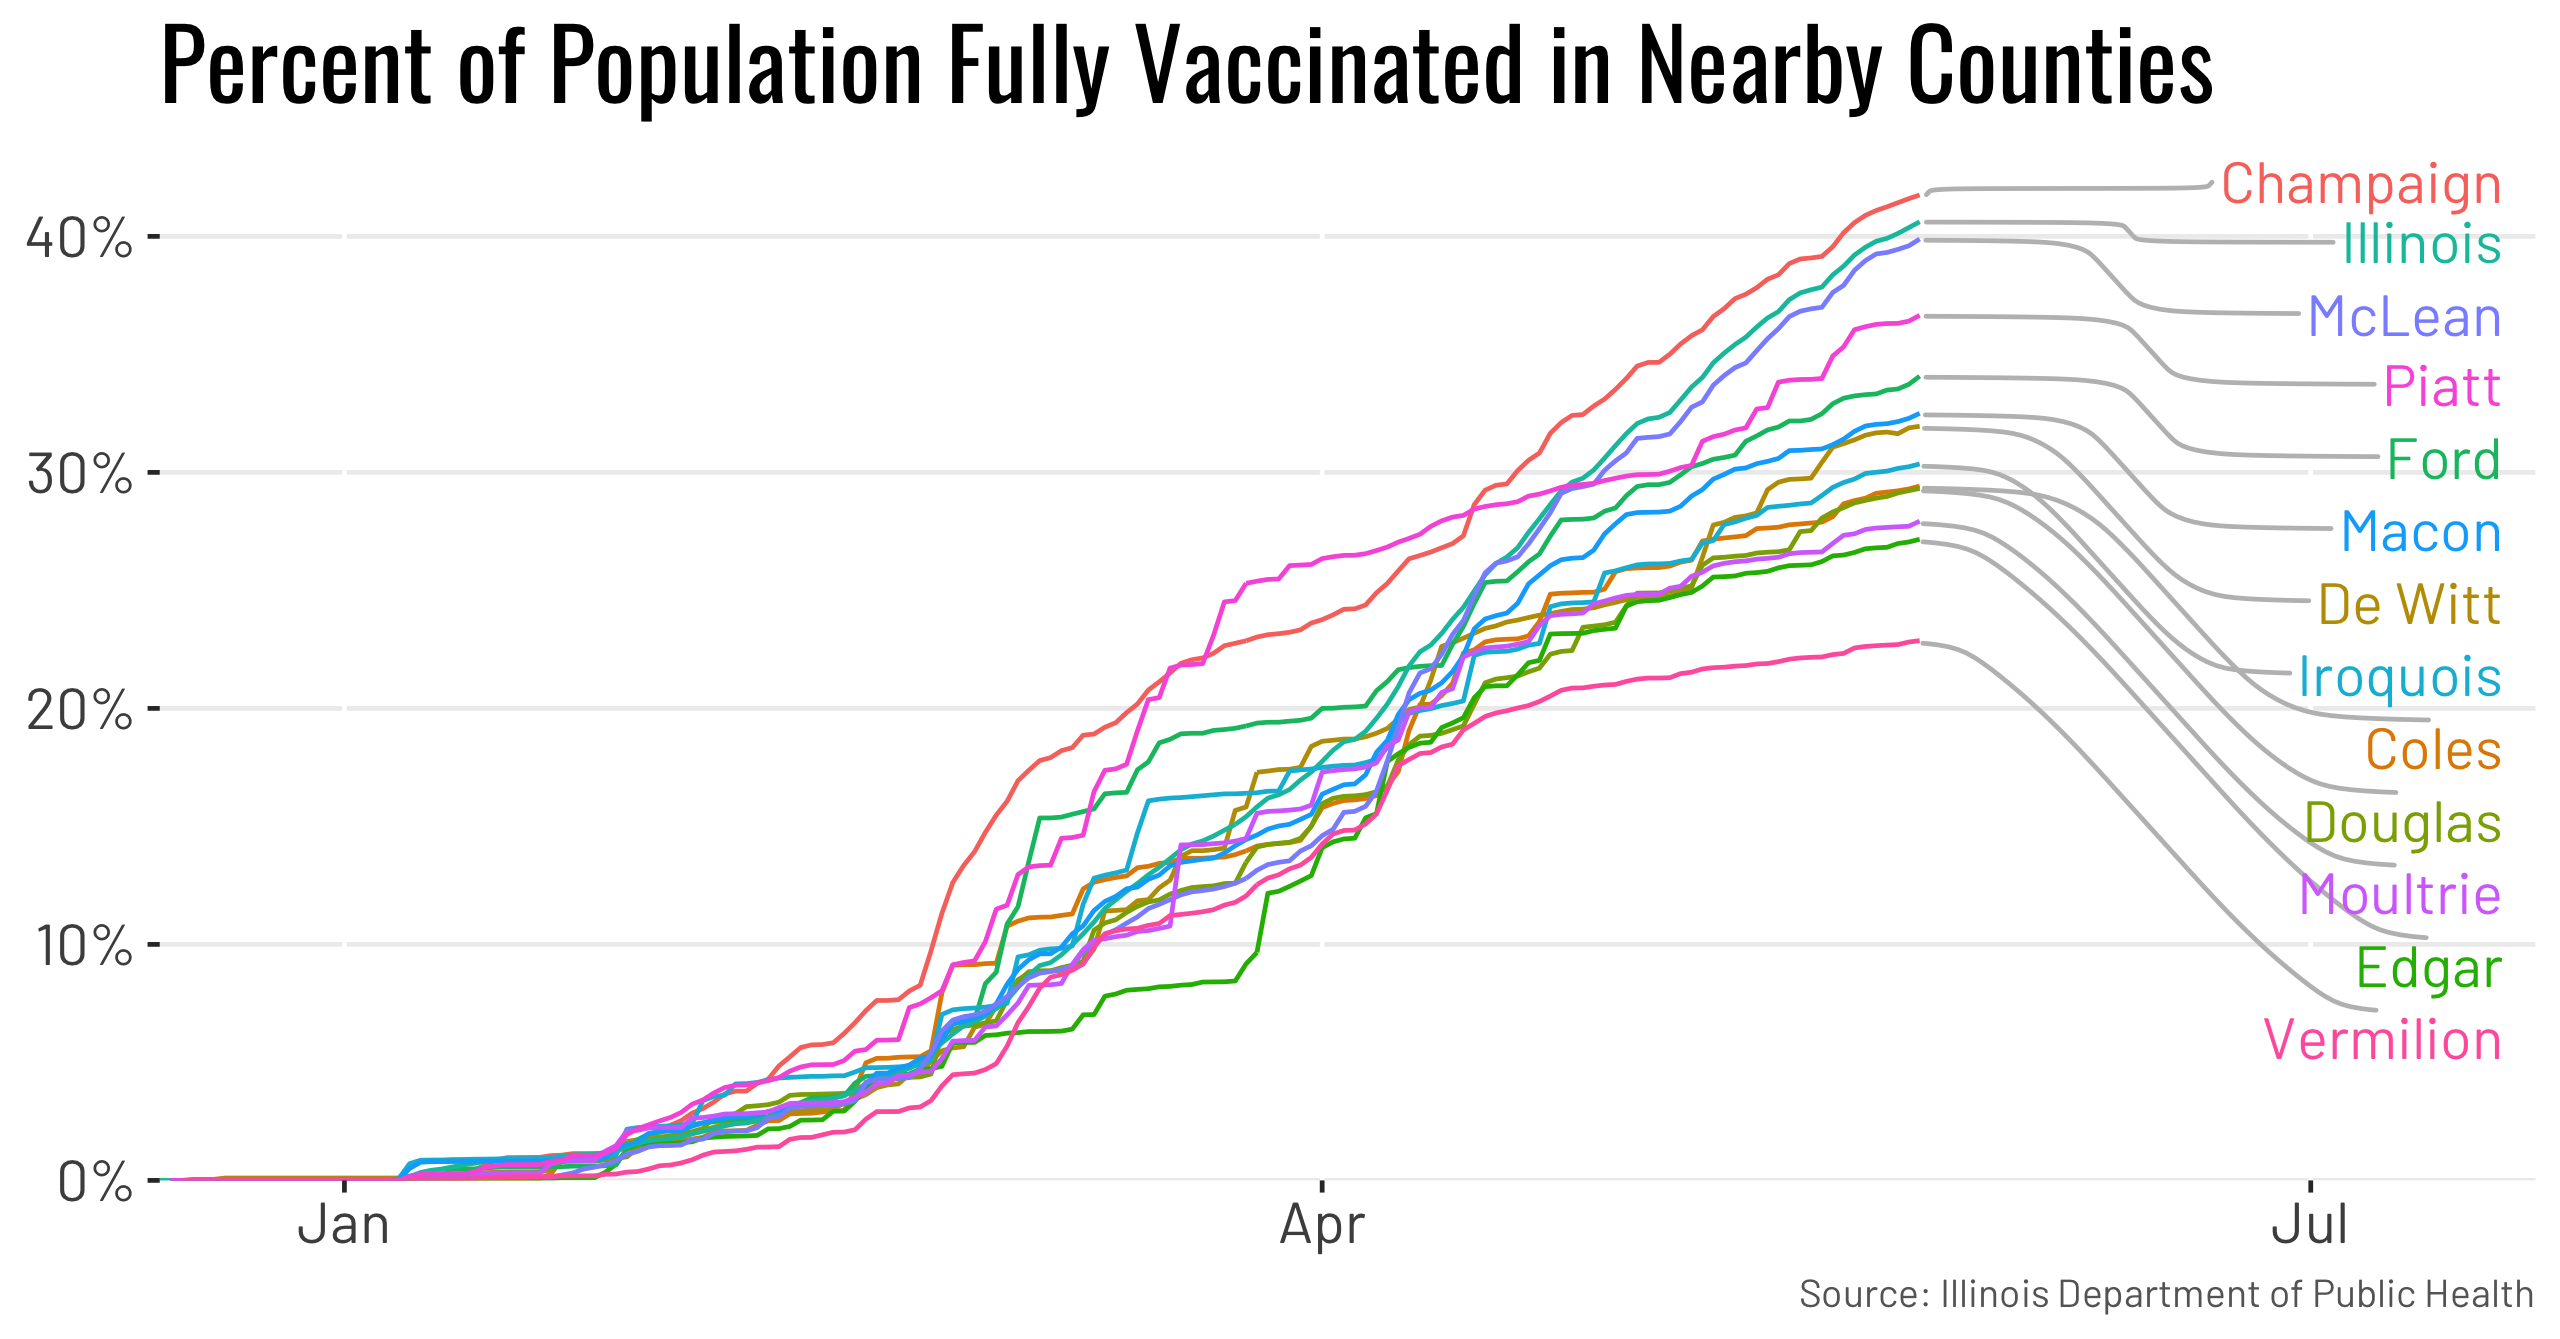 Percent of Population Fully Vaccinated in Nearby Counties
Champaign
40%
Illinois
McLean
Piatt
30%
Ford
Macon
De Witt
Iroquois
20%
Coles
Douglas
Moultrie
10%
Edgar
Vermilion
0%
Jan Apr Jul
Source: Illinois Department of Public Health